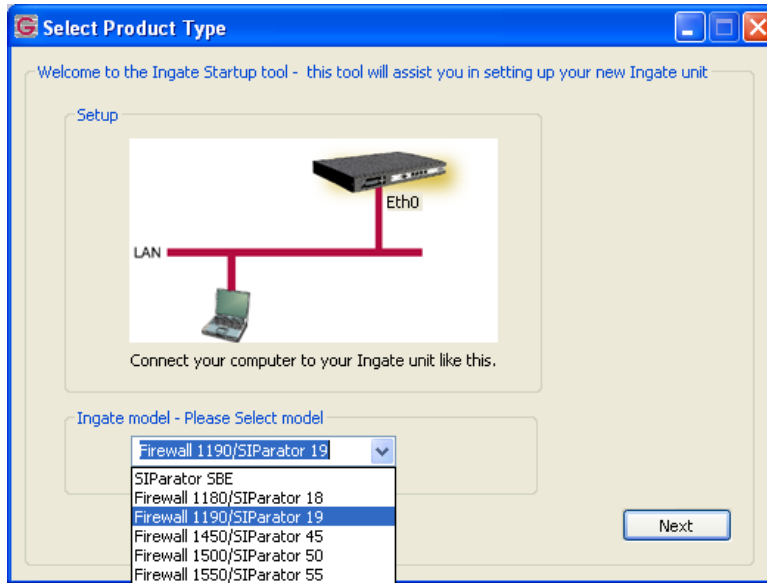 Select Product Type
Welcome to the Ingate Startup tool - this tool will assist you in setting up your new Ingate unit
Setup
Eth0
LAN
Connect your computer to your Ingate unit like this.
Ingate model - Please Select model
Firewall 1190/SIParator 19
SIParator SBE
Firewall 1180/SIParator 18
Firewall 1190/SIParator 19
Firewall 1450/SIParator 45
Firewall 1500/SIParator 50
Firewall 1550/SIParator 55
Next